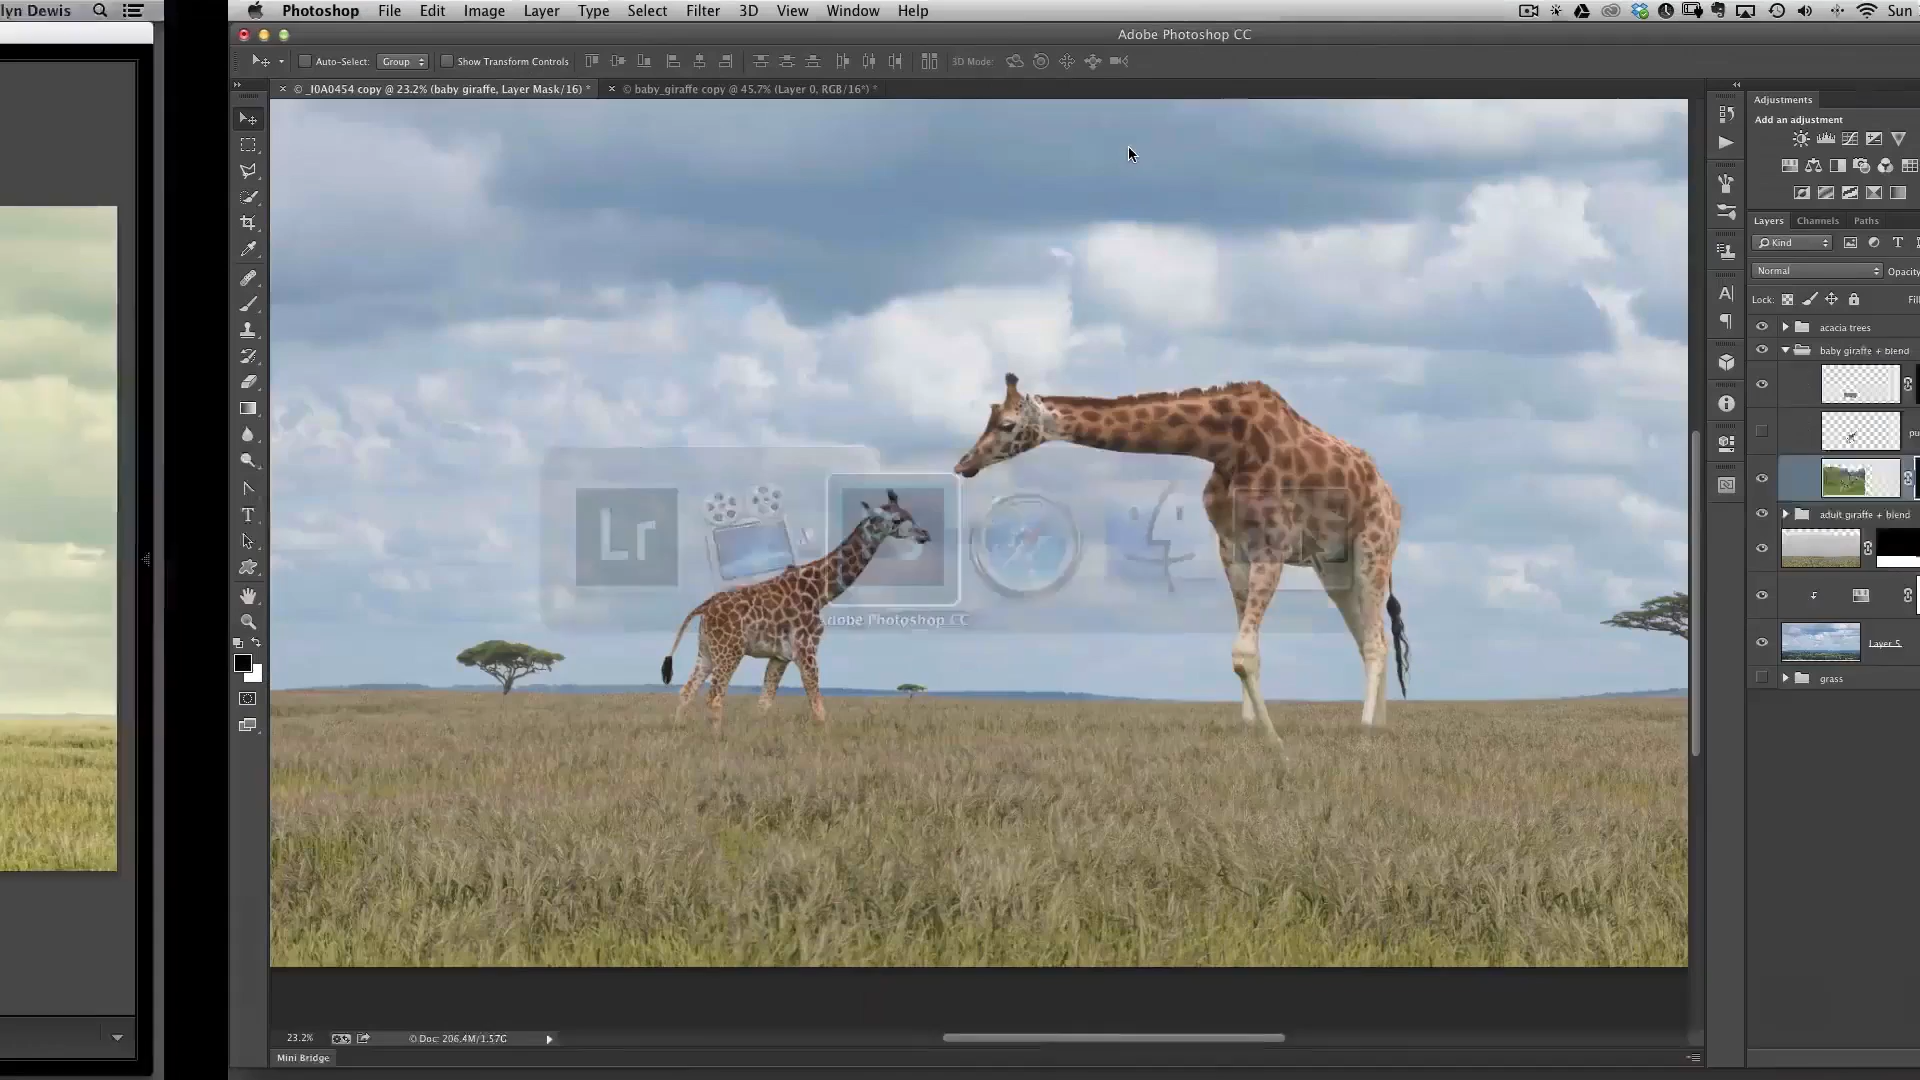 lyn Dewis
Photoshop File Edit Image Layer Type Select Filter 3D View Window Help Sun
Adobe Photoshop CC
Auto-Select: Group Show Transform Controls 3D Mode:
× © _I0A0454 copy @ 23.2% (baby giraffe, Layer Mask/16) * × © baby_giraffe copy @ 45.7% (Layer 0, RGB/16*) *
Adjustments
Add an adjustment
Layers Channels Paths
Kind
Normal Opacity
Lock: Fill
acacia trees
baby giraffe + blend
pu
adult giraffe + blend
Layer 5
grass
Lr
Adobe Photoshop CC
23.2% © Doc: 206.4M/1.57G
Mini Bridge